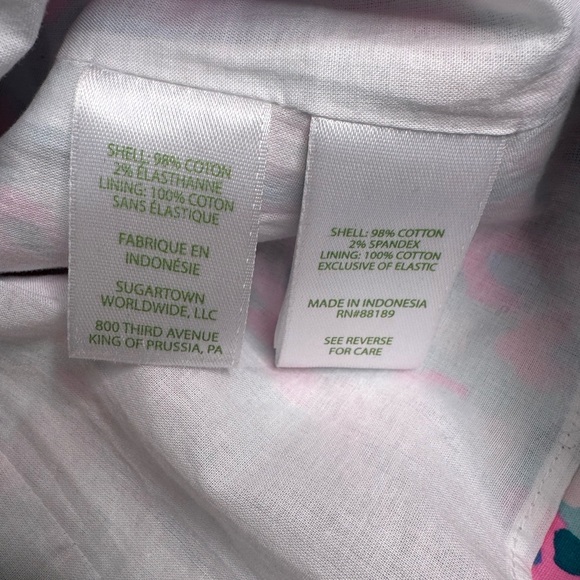 SHELL: 98% COTON
2% ÉLASTHANNE
LINING: 100% COTON
SANS ÉLASTIQUE
FABRIQUE EN
INDONÉSIE
SUGARTOWN
WORLDWIDE, LLC
800 THIRD AVENUE
KING OF PRUSSIA, PA
SHELL: 98% COTTON
2% SPANDEX
LINING: 100% COTTON
EXCLUSIVE OF ELASTIC
MADE IN INDONESIA
RN#88189
SEE REVERSE
FOR CARE